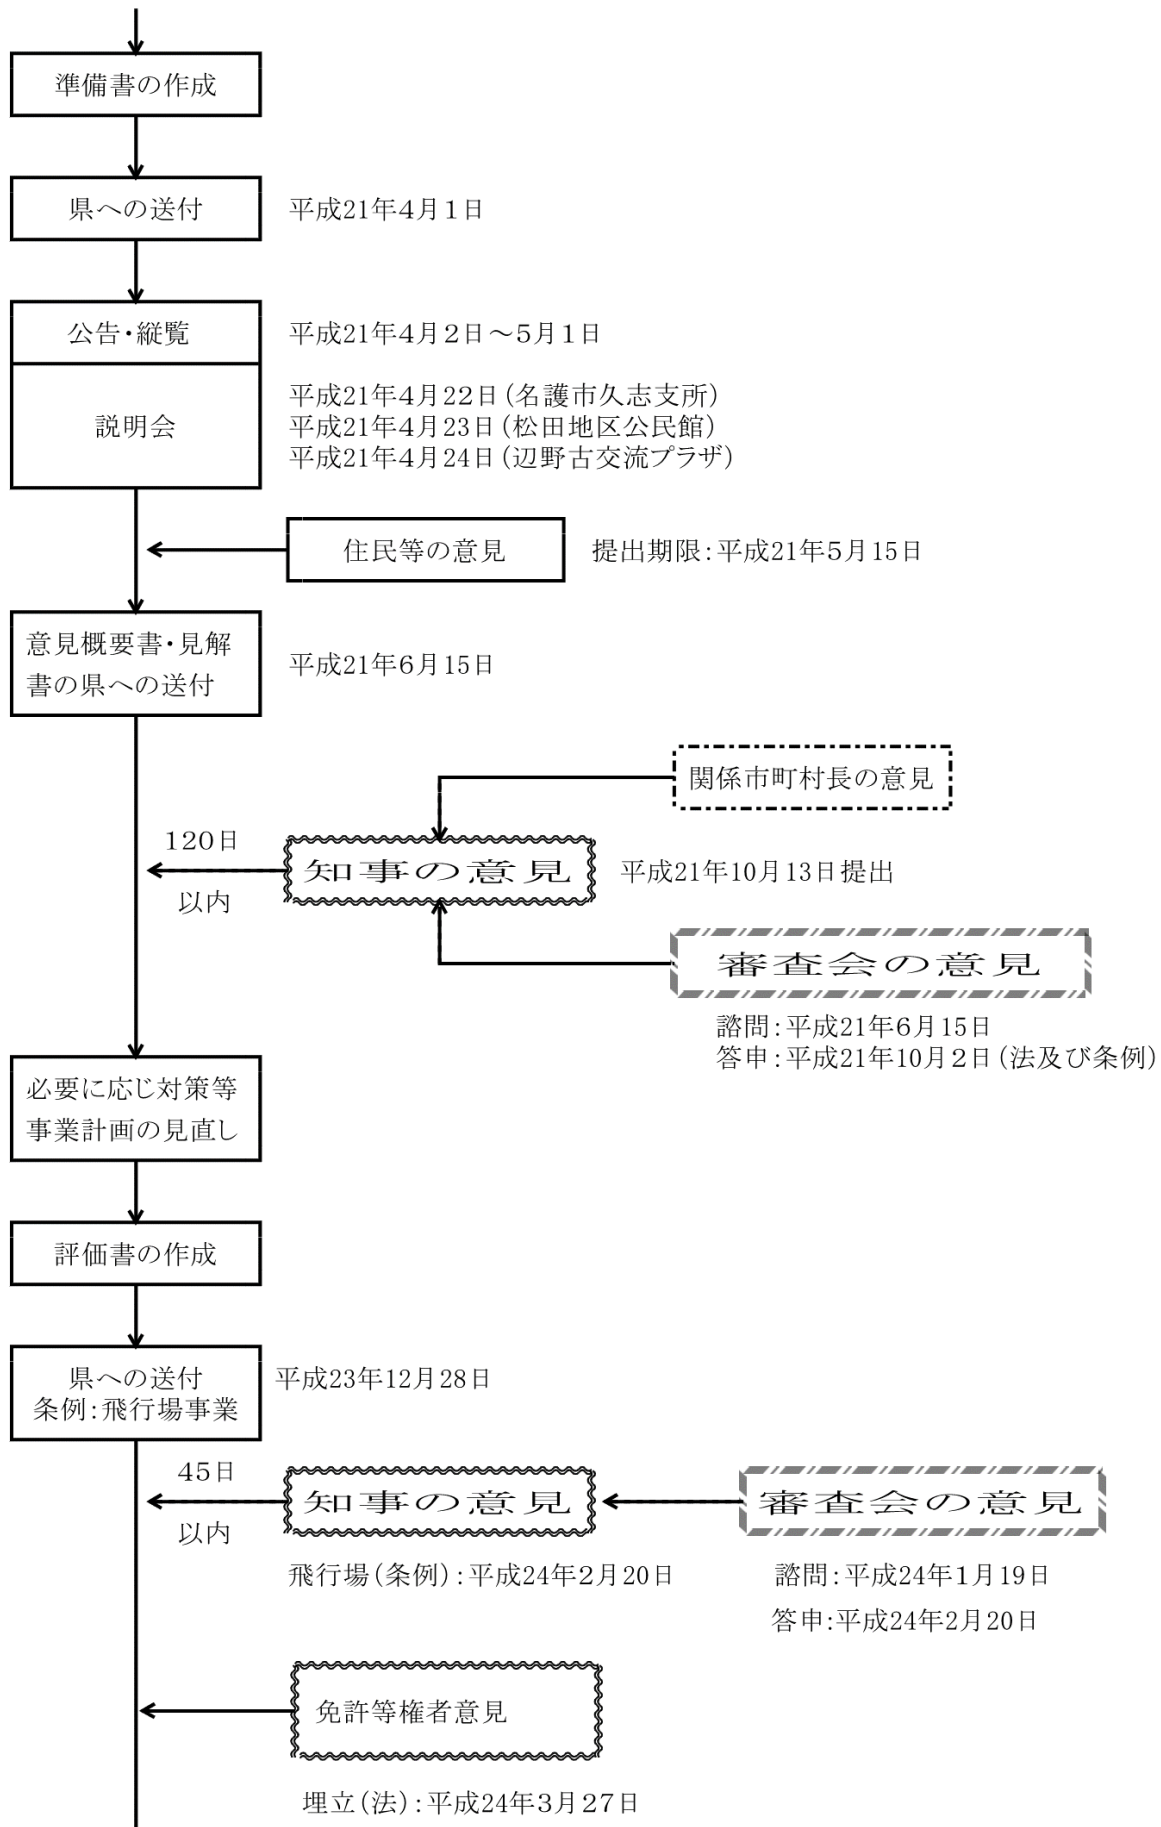 準備書の作成
県への送付
平成21年4月1日
公告・縦覧
平成21年4月2日～5月1日
説明会
平成21年4月22日(名護市久志支所)
平成21年4月23日(松田地区公民館)
平成21年4月24日(辺野古交流プラザ)
住民等の意見
提出期限:平成21年5月15日
意見概要書・見解
書の県への送付
平成21年6月15日
関係市町村長の意見
120日
以内
知事の意見
平成21年10月13日提出
審査会の意見
諮問:平成21年6月15日
答申:平成21年10月2日(法及び条例)
必要に応じ対策等
事業計画の見直し
評価書の作成
県への送付
条例:飛行場事業
平成23年12月28日
45日
以内
知事の意見
審査会の意見
飛行場(条例):平成24年2月20日
諮問:平成24年1月19日
答申:平成24年2月20日
免許等権者意見
埋立(法):平成24年3月27日